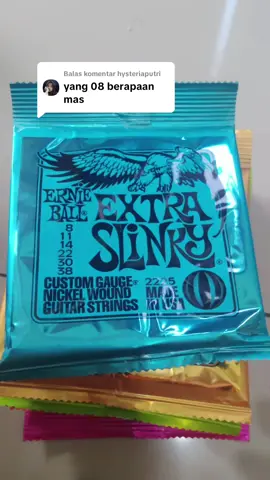 Balas komentar hysteriaputri
yang 08 berapaan
mas
ERNIE
BALL
EXTRA
SLINKY
8
11
14
22
30
38
CUSTOM GAUGE
NICKEL WOUND
GUITAR STRINGS
MADE